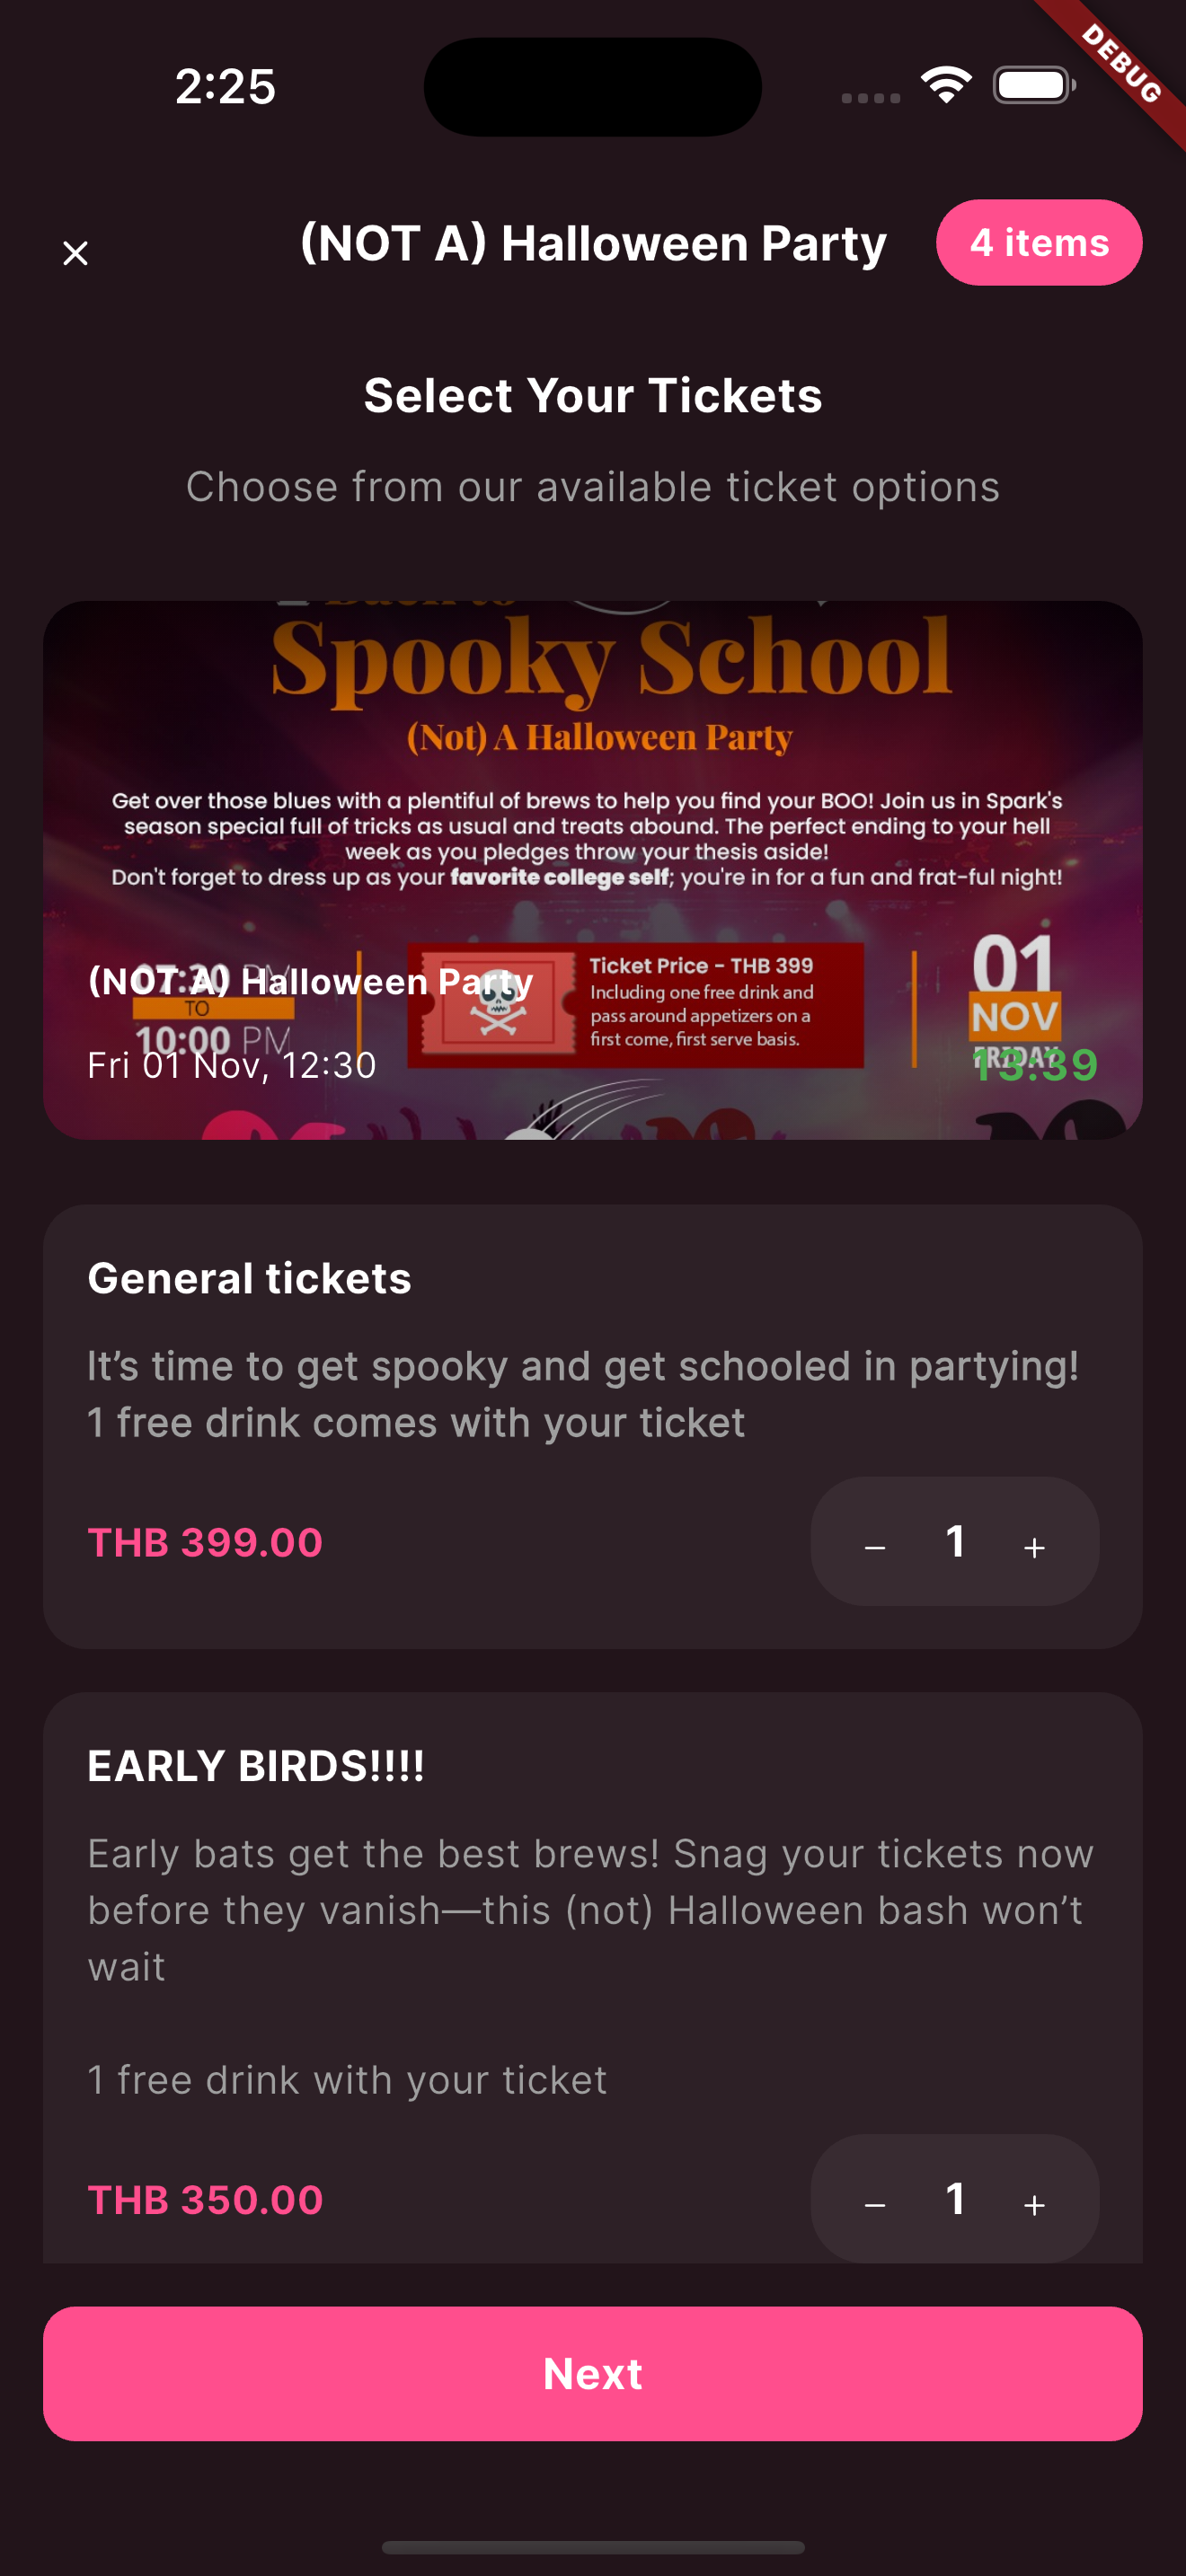 2:25
DEBUG
(NOT A) Halloween Party
4 items
Select Your Tickets
Choose from our available ticket options
Spooky School
(Not) A Halloween Party
Get over those blues with a plentiful of brews to help you find your BOO! Join us in Spark's
season special full of tricks as usual and treats abound. The perfect ending to your hell
week as you pledges throw your thesis aside!
Don't forget to dress up as your favorite college self; you're in for a fun and frat-ful night!
07:30 PM
TO
10:00 PM
(NOT A) Halloween Party
Fri 01 Nov, 12:30
Ticket Price - THB 399
Including one free drink and
pass around appetizers on a
first come, first serve basis.
01
NOV
FRIDAY
13:39
General tickets
It’s time to get spooky and get schooled in partying!
1 free drink comes with your ticket
THB 399.00
− 1 +
EARLY BIRDS!!!!
Early bats get the best brews! Snag your tickets now
before they vanish—this (not) Halloween bash won’t
wait
1 free drink with your ticket
THB 350.00
− 1 +
Next